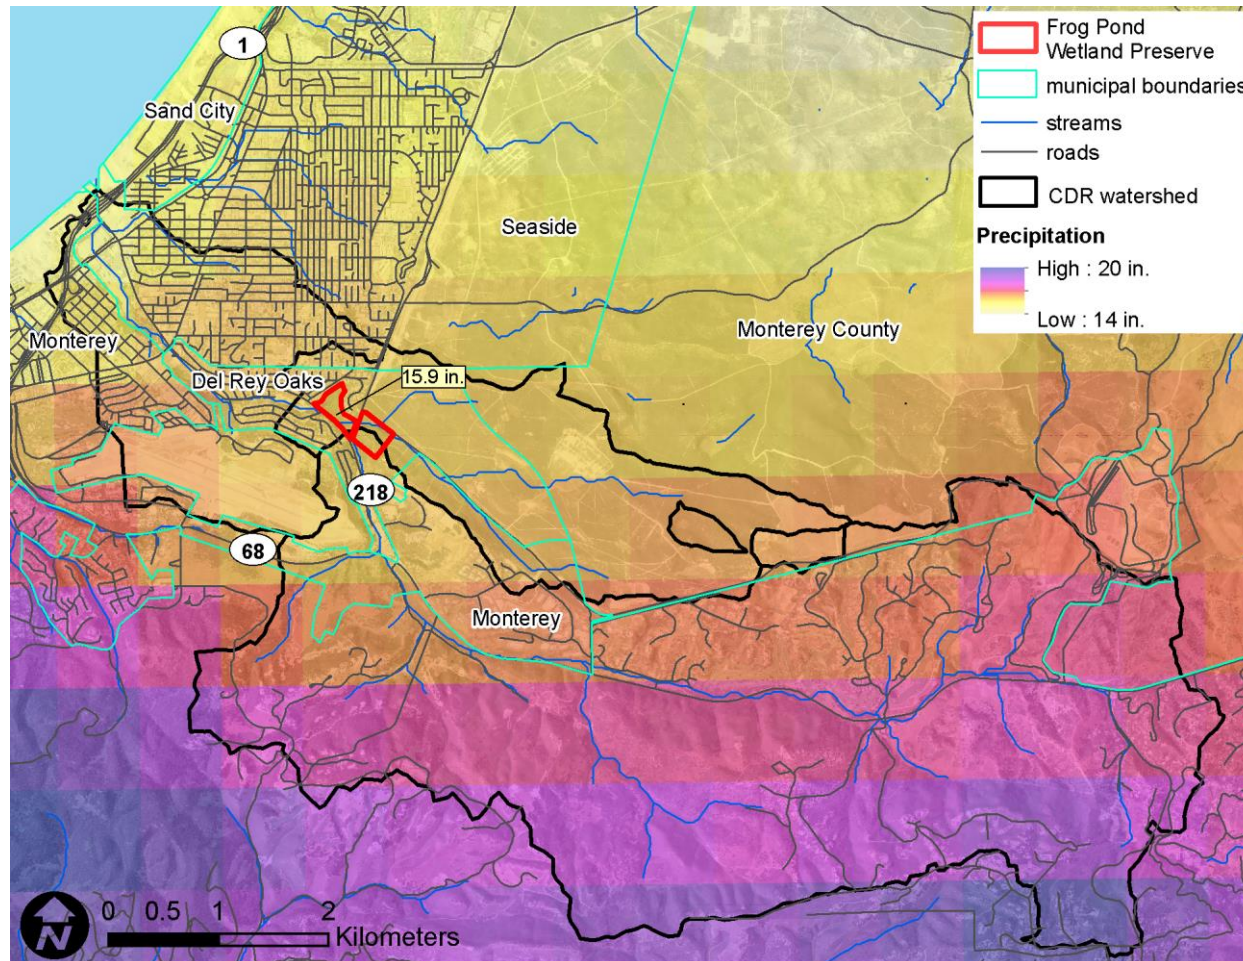 1
Sand City
Seaside
Monterey County
Monterey
Del Rey Oaks
15.9 in.
218
68
Monterey
Frog Pond
Wetland Preserve
municipal boundaries
streams
roads
CDR watershed
Precipitation
High : 20 in.
Low : 14 in.
N
0 0.5 1 2
Kilometers